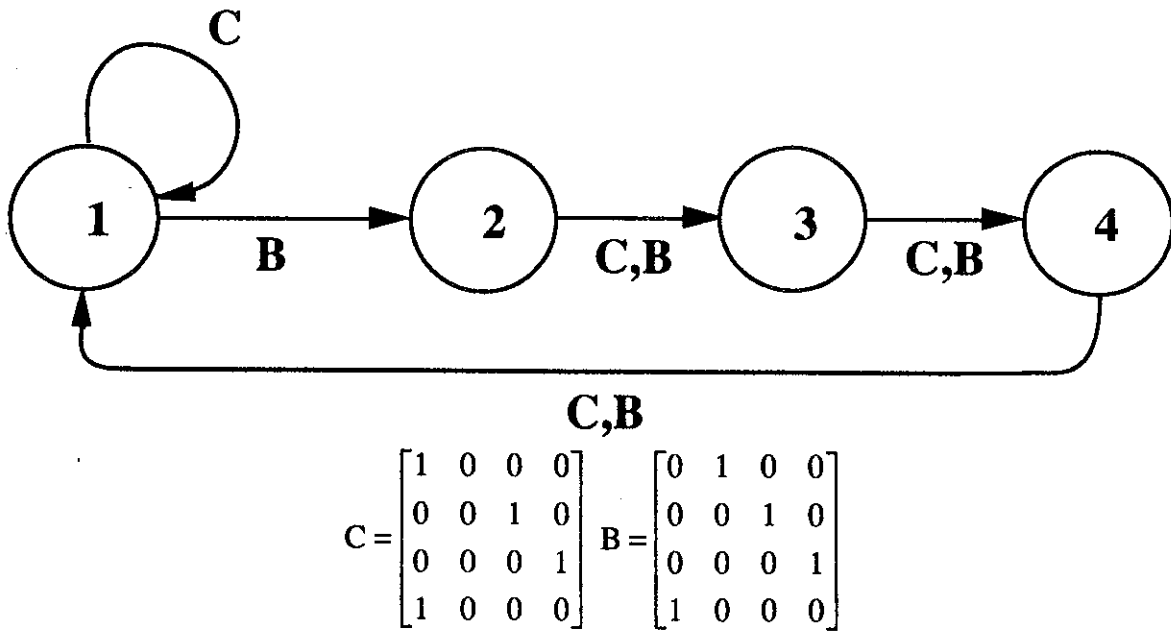 C
1 2 3 4
B C,B C,B
C,B
C = [1 0 0 0] B = [0 1 0 0]
[0 0 1 0] [0 0 1 0]
[0 0 0 1] [0 0 0 1]
[1 0 0 0] [1 0 0 0]